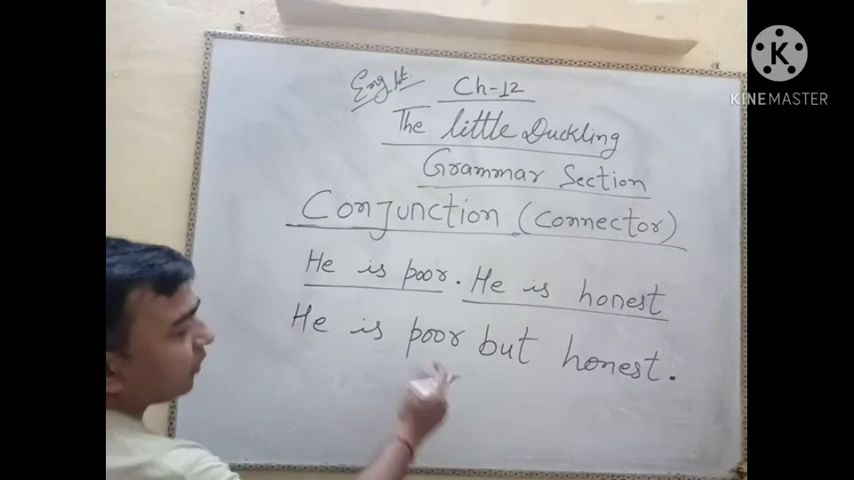 Eng Ist
Ch-12
The little Duckling
Grammar Section
Conjunction (Connector)
He is poor. He is honest
He is poor but honest.
KINEMASTER